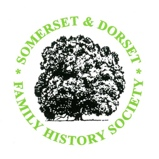 SOMERSET & DORSET
* FAMILY HISTORY SOCIETY *